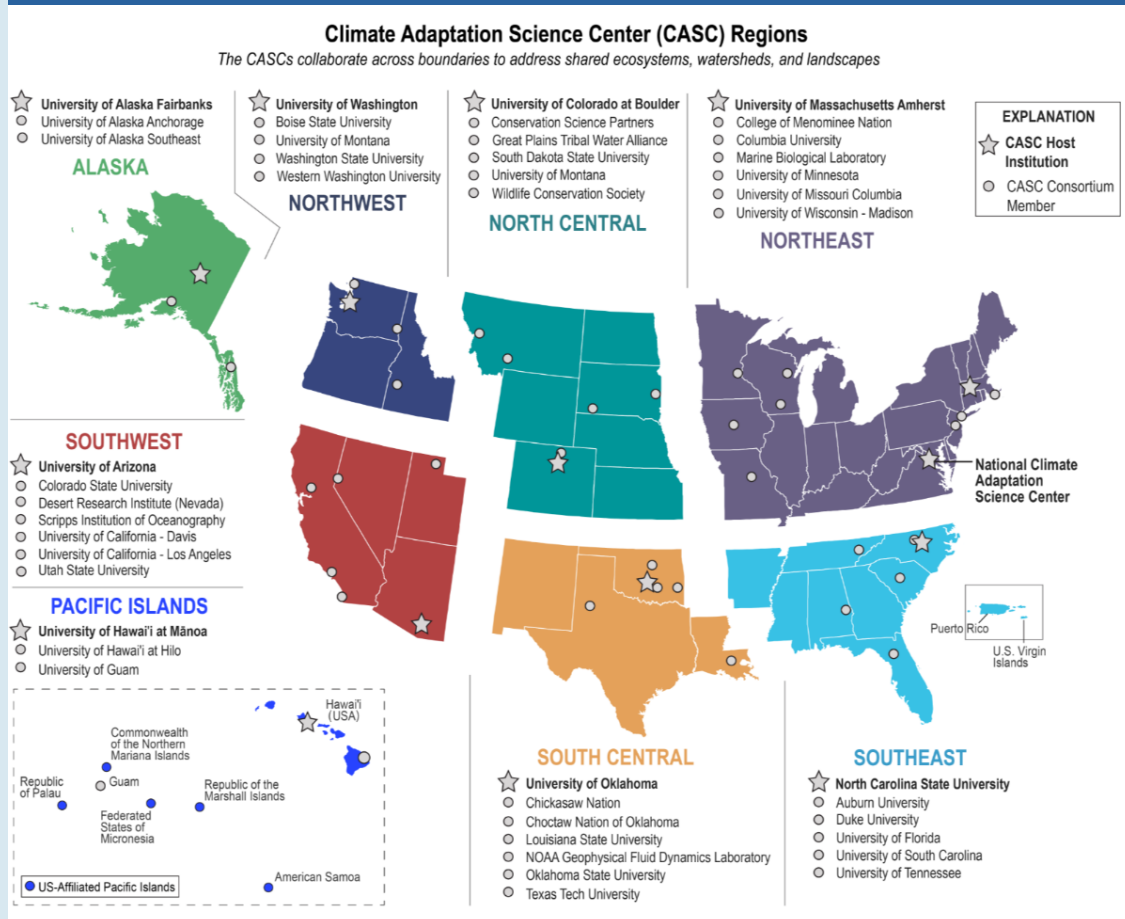 Climate Adaptation Science Center (CASC) Regions
The CASCs collaborate across boundaries to address shared ecosystems, watersheds, and landscapes
University of Alaska Fairbanks
University of Alaska Anchorage
University of Alaska Southeast
ALASKA
University of Washington
Boise State University
University of Montana
Washington State University
Western Washington University
NORTHWEST
University of Colorado at Boulder
Conservation Science Partners
Great Plains Tribal Water Alliance
South Dakota State University
University of Montana
Wildlife Conservation Society
NORTH CENTRAL
University of Massachusetts Amherst
College of Menominee Nation
Columbia University
Marine Biological Laboratory
University of Minnesota
University of Missouri Columbia
University of Wisconsin - Madison
NORTHEAST
EXPLANATION
CASC Host
Institution
CASC Consortium
Member
National Climate
Adaptation
Science Center
SOUTHWEST
University of Arizona
Colorado State University
Desert Research Institute (Nevada)
Scripps Institution of Oceanography
University of California - Davis
University of California - Los Angeles
Utah State University
PACIFIC ISLANDS
University of Hawai'i at Mānoa
University of Hawai'i at Hilo
University of Guam
Hawai'i
(USA)
Commonwealth
of the Northern
Mariana Islands
Republic
of Palau
Guam
Republic of the
Marshall Islands
Federated
States of
Micronesia
American Samoa
US-Affiliated Pacific Islands
Puerto Rico
U.S. Virgin
Islands
SOUTH CENTRAL
University of Oklahoma
Chickasaw Nation
Choctaw Nation of Oklahoma
Louisiana State University
NOAA Geophysical Fluid Dynamics Laboratory
Oklahoma State University
Texas Tech University
SOUTHEAST
North Carolina State University
Auburn University
Duke University
University of Florida
University of South Carolina
University of Tennessee